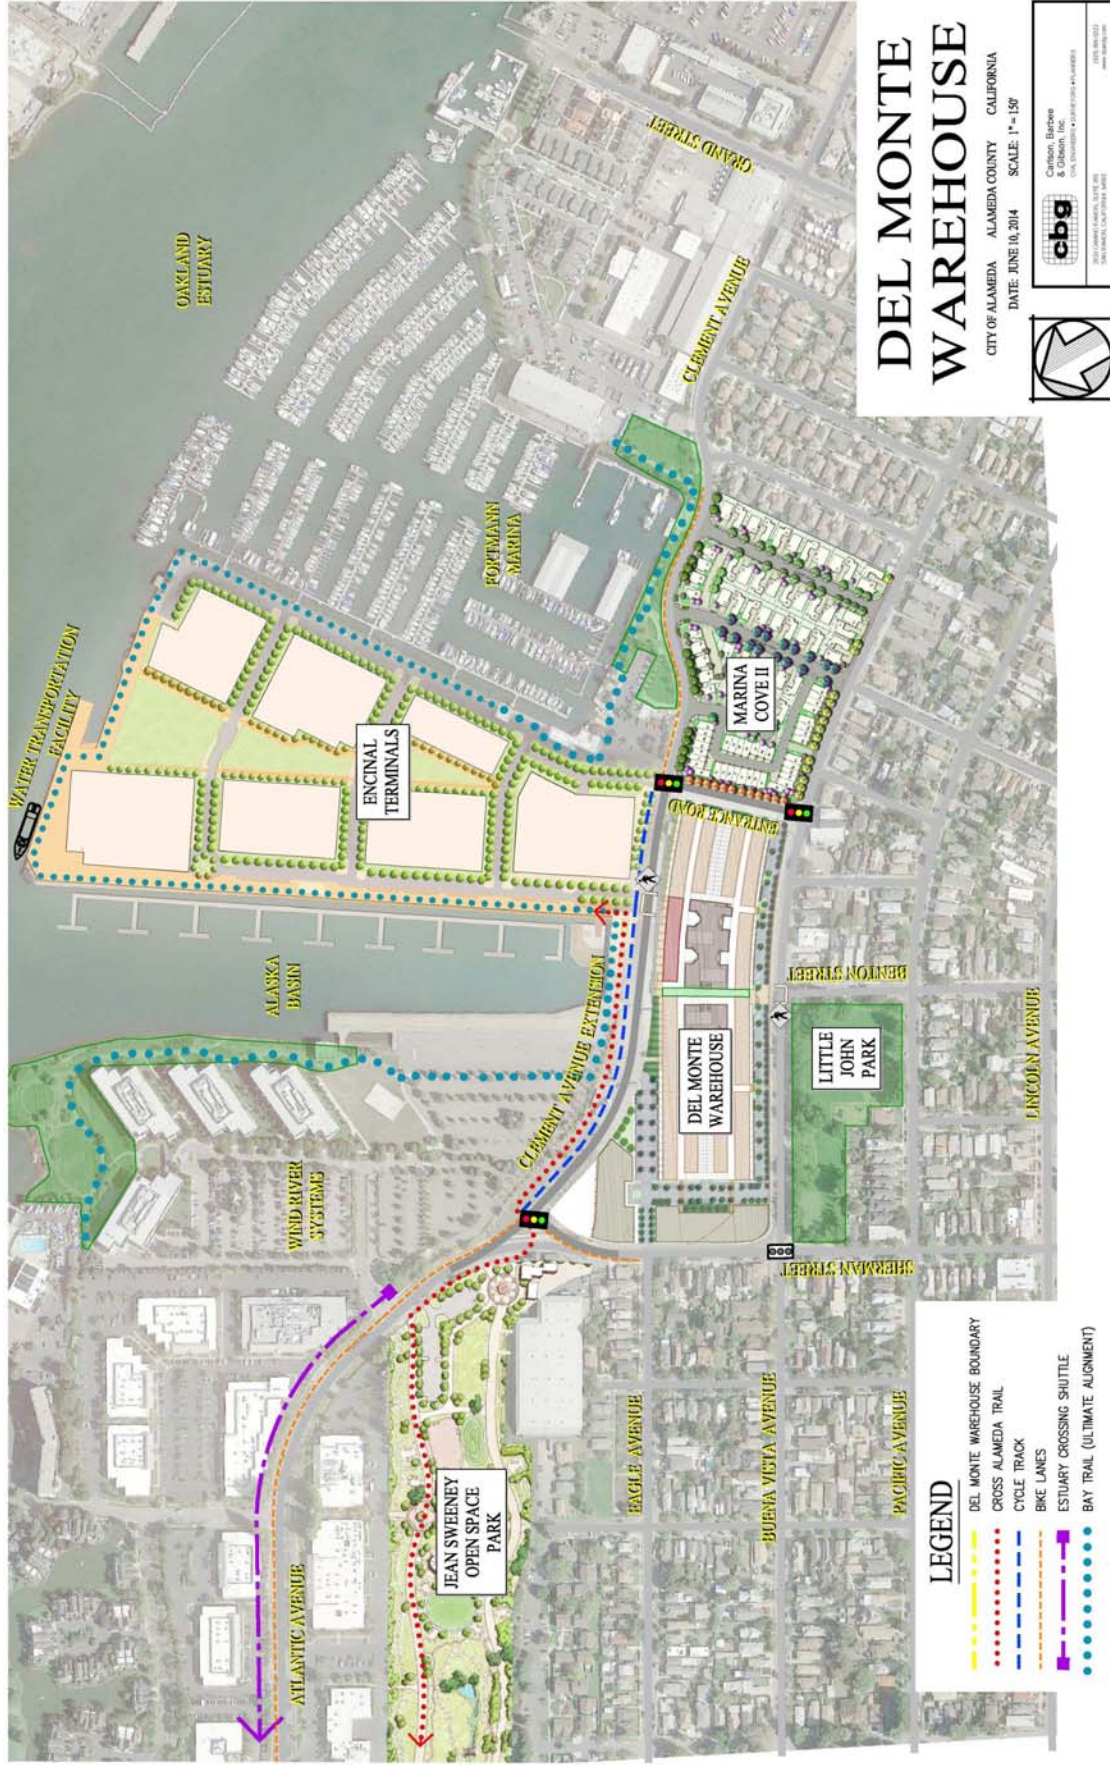 DEL MONTE
WAREHOUSE
CITY OF ALAMEDA ALAMEDA COUNTY CALIFORNIA
DATE: JUNE 10, 2014 SCALE: 1" = 150'
cbg
Carlson, Barbee
& Gibson, Inc.
CIVIL ENGINEERS • SURVEYORS • PLANNERS
OAKLAND
ESTUARY
GRAND STREET
CLEMENT AVENUE
WATER TRANSPORTATION
FACILITY
FORTMANN
MARINA
ENCINAL
TERMINALS
MARINA
COVE II
ENTRANCE ROAD
ALASKA
BASIN
CLEMENT AVENUE EXTENSION
BENTON STREET
DEL MONTE
WAREHOUSE
LITTLE
JOHN
PARK
LINCOLN AVENUE
WIND RIVER
SYSTEMS
SHERMAN STREET
ATLANTIC AVENUE
JEAN SWEENEY
OPEN SPACE
PARK
EAGLE AVENUE
BUENA VISTA AVENUE
PACIFIC AVENUE
LEGEND
DEL MONTE WAREHOUSE BOUNDARY
CROSS ALAMEDA TRAIL
CYCLE TRACK
BIKE LANES
ESTUARY CROSSING SHUTTLE
BAY TRAIL (ULTIMATE ALIGNMENT)